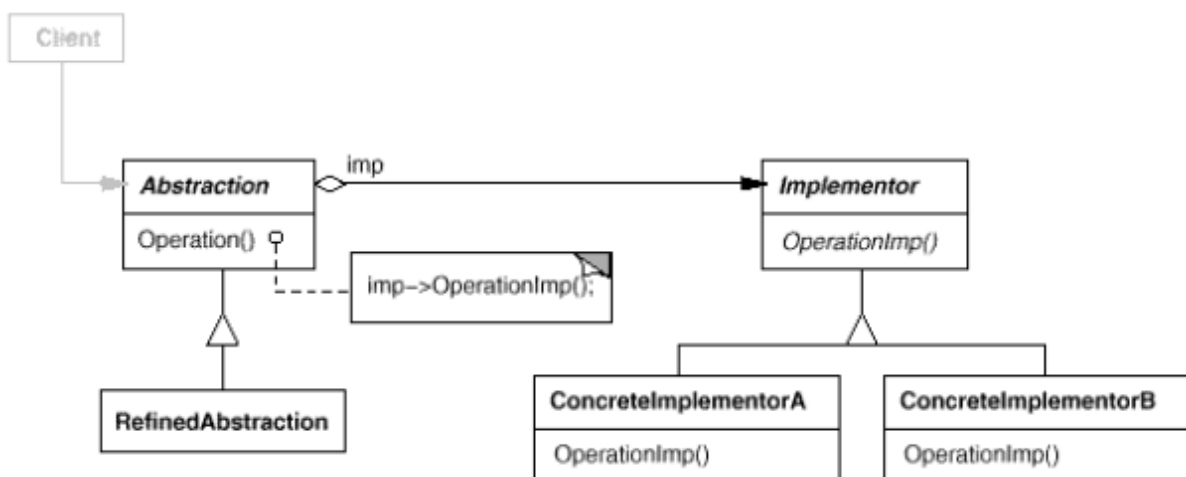 Client
imp
Abstraction
Implementor
Operation()
OperationImp()
imp->OperationImp();
RefinedAbstraction
ConcreteImplementorA
ConcreteImplementorB
OperationImp()
OperationImp()